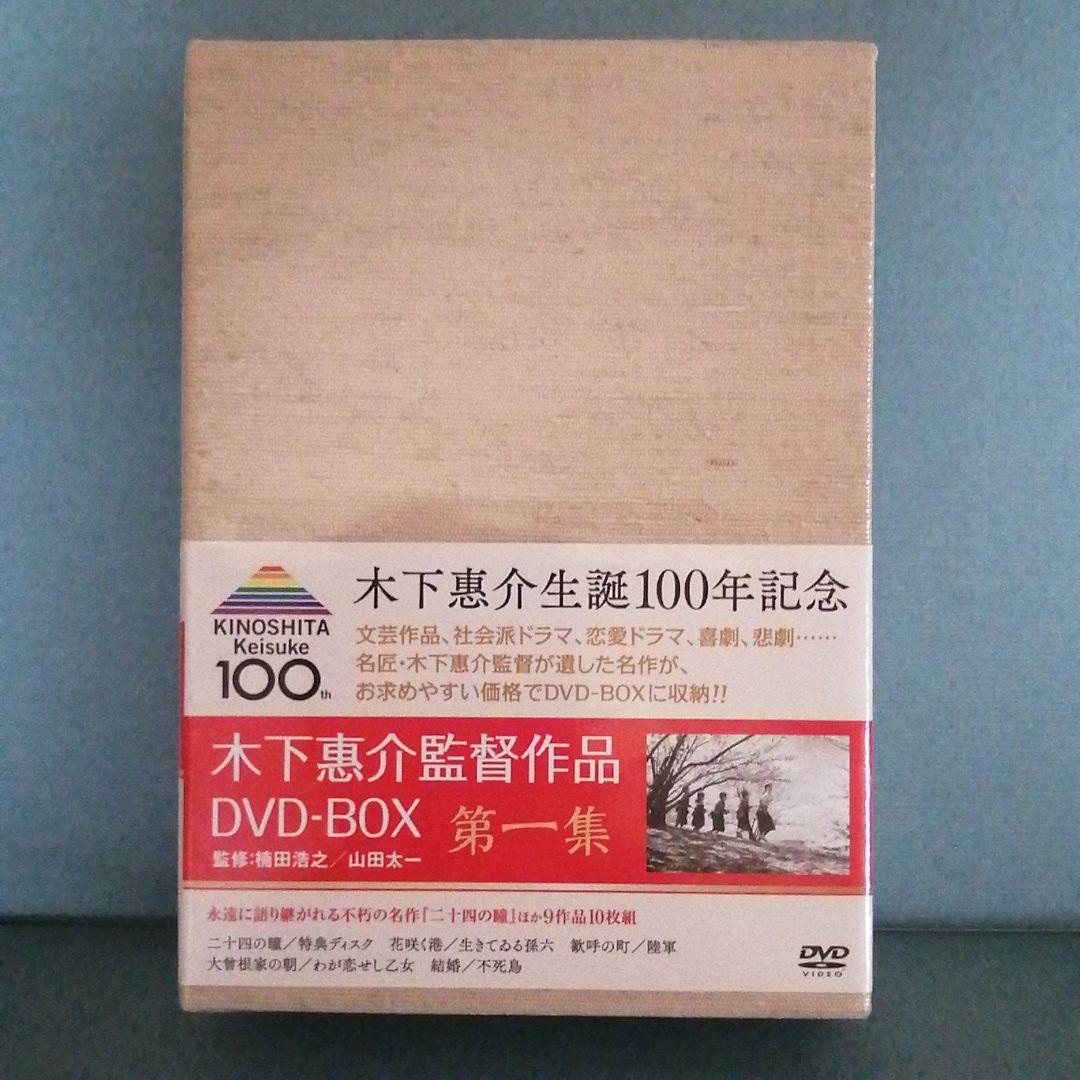 KINOSHITA
Keisuke
100th
木下惠介生誕100年記念
文芸作品、社会派ドラマ、恋愛ドラマ、喜劇、悲劇……
名匠・木下惠介監督が遺した名作が、
お求めやすい価格でDVD-BOXに収納!!
木下惠介監督作品
DVD-BOX 第一集
監修:楠田浩之／山田太一
永遠に語り継がれる不朽の名作『二十四の瞳』ほか9作品10枚組
二十四の瞳／特典ディスク 花咲く港／生きてゐる孫六 歓呼の町／陸軍
大曾根家の朝／わが恋せし乙女 結婚／不死鳥
DVD
VIDEO